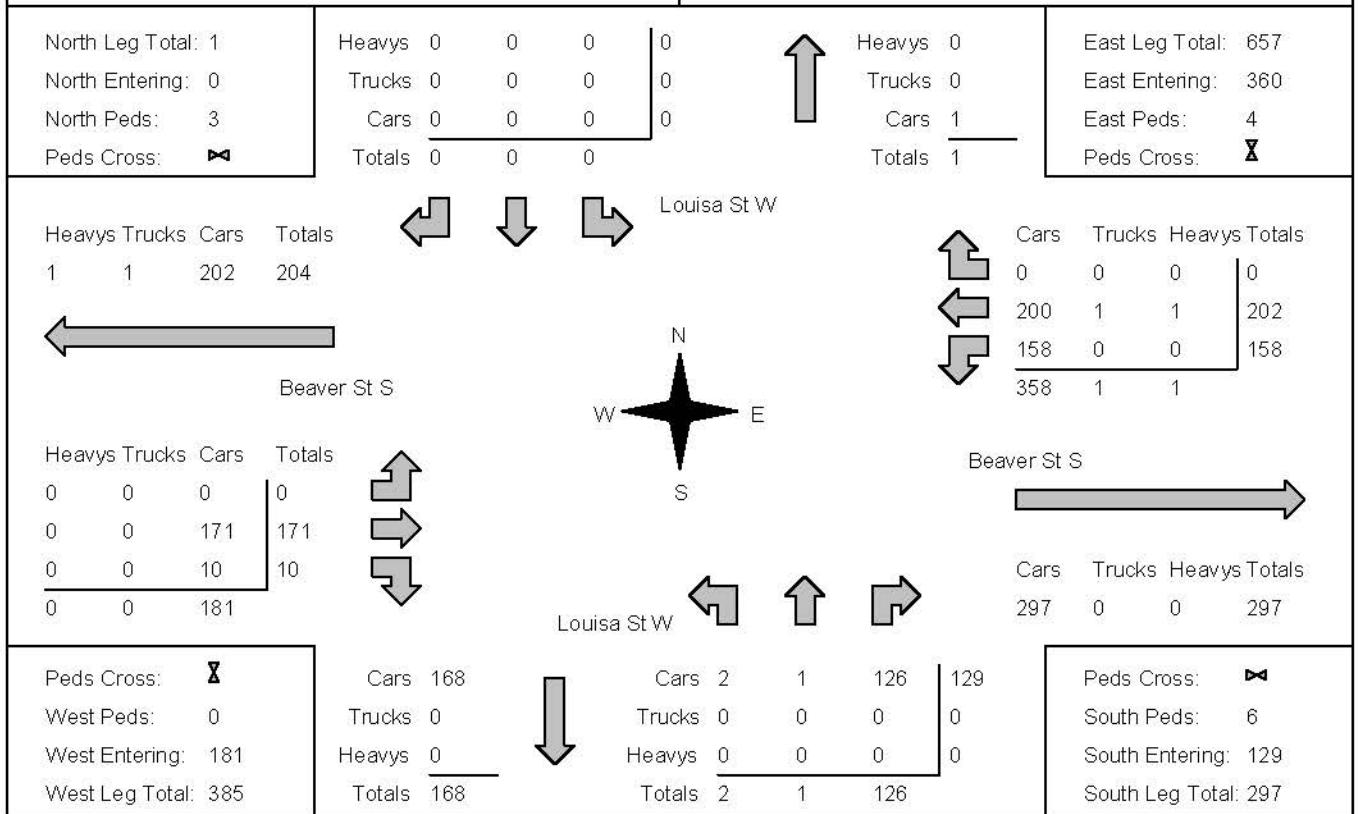 North Leg Total: 1
North Entering: 0
North Peds: 3
Peds Cross:
Heavys 0 0 0 0
Trucks 0 0 0 0
Cars 0 0 0 0
Totals 0 0 0
Heavys 0
Trucks 0
Cars 1
Totals 1
East Leg Total: 657
East Entering: 360
East Peds: 4
Peds Cross:
Louisa St W
Heavys Trucks Cars Totals
1 1 202 204
Cars Trucks Heavys Totals
0 0 0 0
200 1 1 202
158 0 0 158
358 1 1
Beaver St S
N
W E
S
Heavys Trucks Cars Totals
0 0 0 0
0 0 171 171
0 0 10 10
0 0 181
Beaver St S
Cars Trucks Heavys Totals
297 0 0 297
Louisa St W
Peds Cross:
West Peds: 0
West Entering: 181
West Leg Total: 385
Cars 168
Trucks 0
Heavys 0
Totals 168
Cars 2 1 126 129
Trucks 0 0 0 0
Heavys 0 0 0 0
Totals 2 1 126
Peds Cross:
South Peds: 6
South Entering: 129
South Leg Total: 297